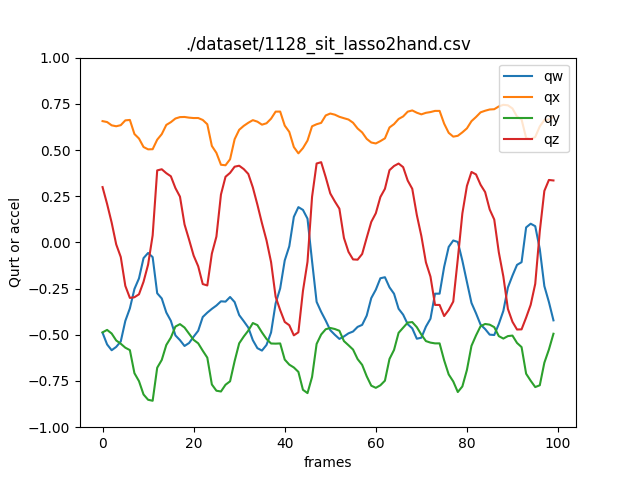 ./dataset/1128_sit_lasso2hand.csv
1.00
0.75
0.50
0.25
0.00
−0.25
−0.50
−0.75
−1.00
Qurt or accel
qw
qx
qy
qz
0 20 40 60 80 100
frames